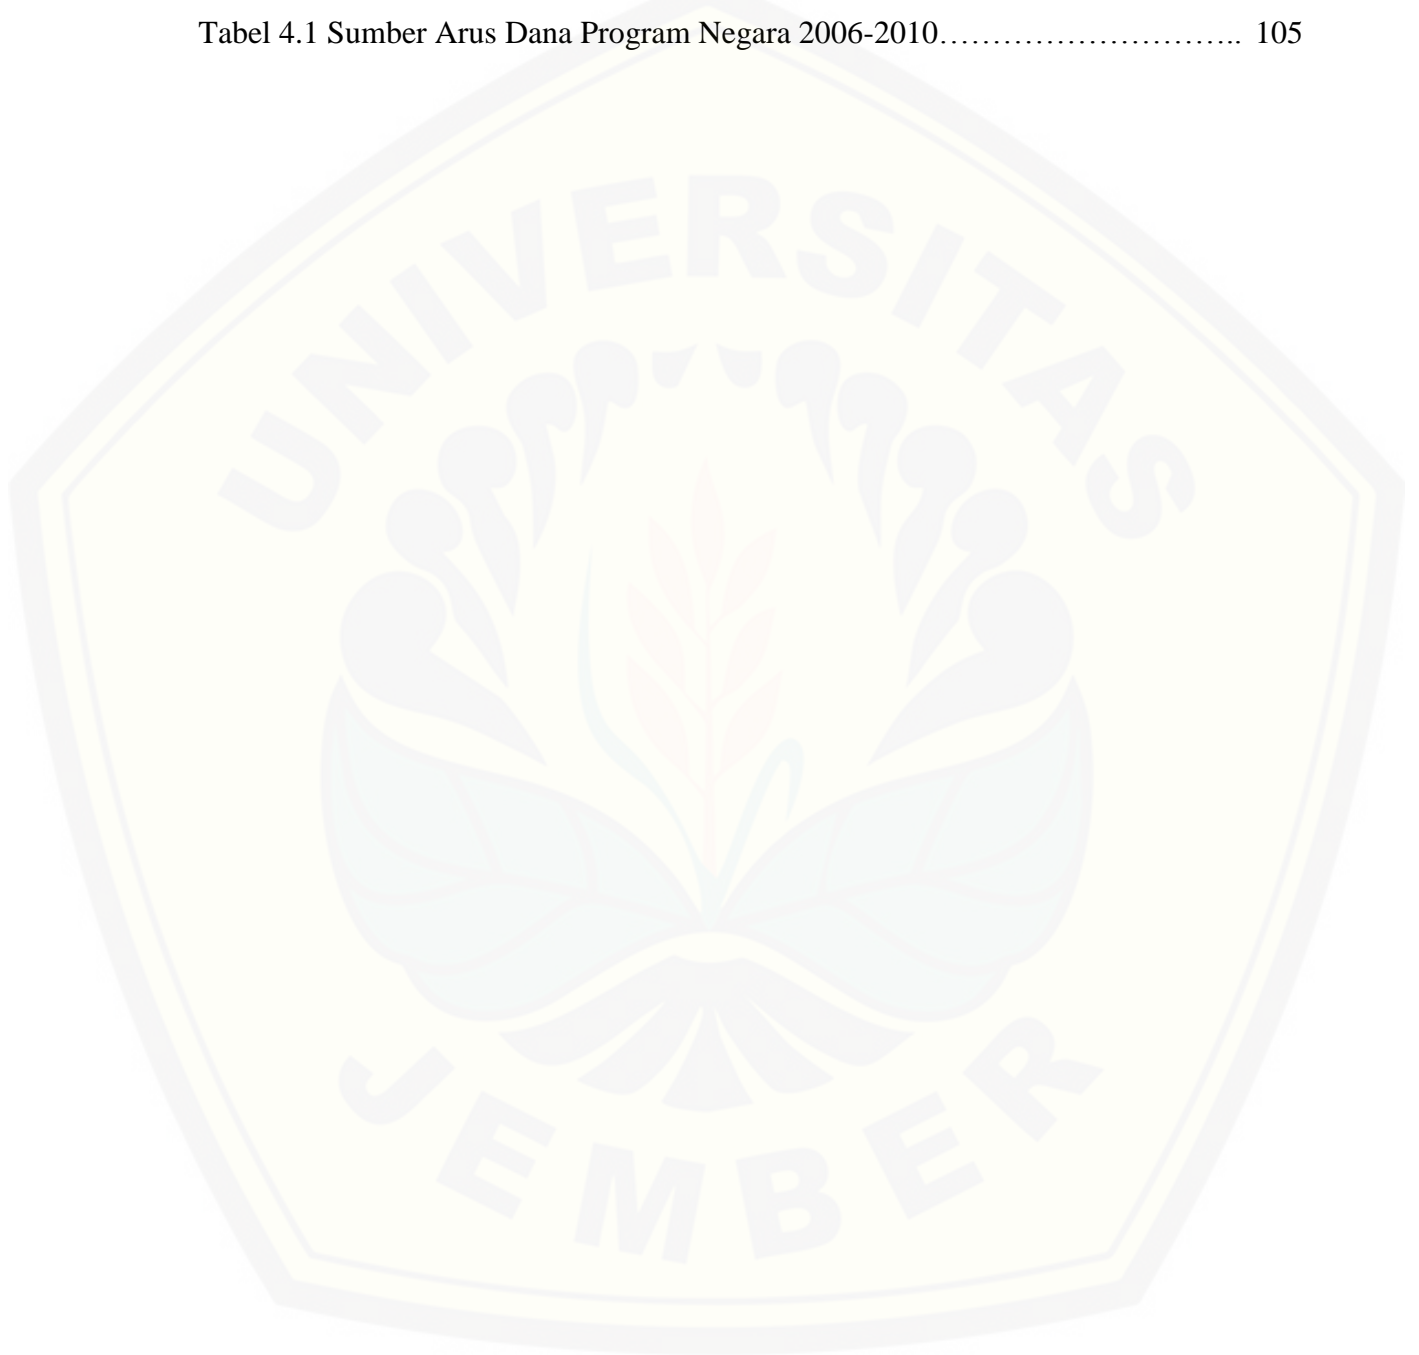 Tabel 4.1 Sumber Arus Dana Program Negara 2006-2010……………………….. 105
UNIVERSITAS
JEMBER